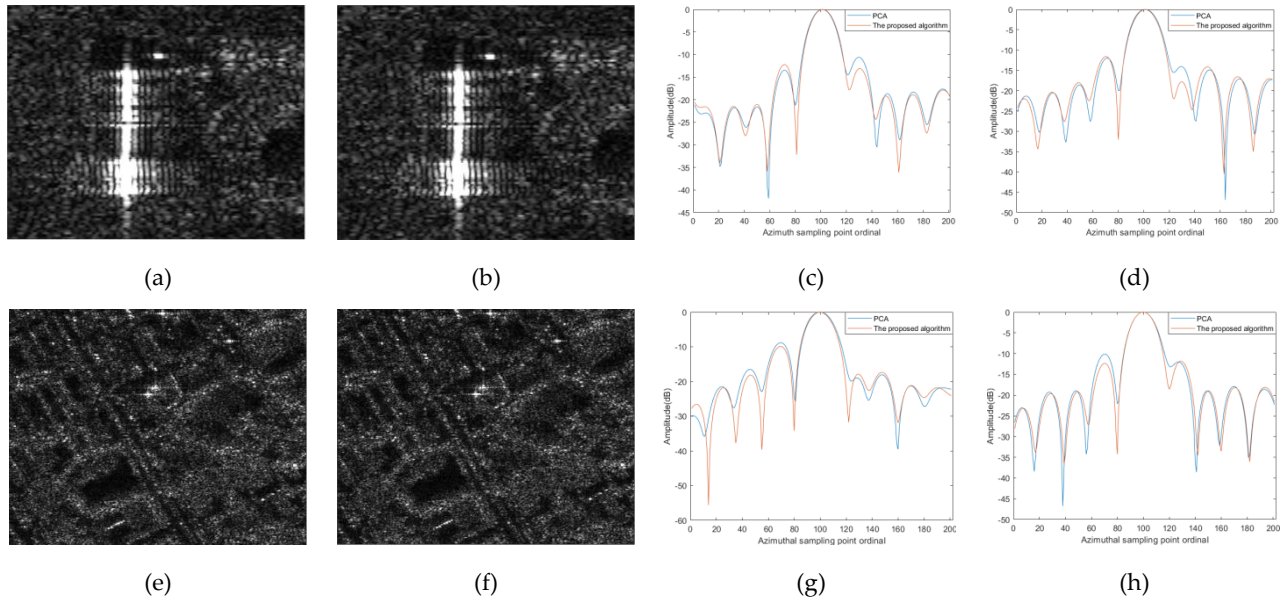 0
-5
-10
-15
-20
-25
-30
-35
-40
-45
Amplitude(dB)
PCA
The proposed algorithm
0 20 40 60 80 100 120 140 160 180 200
Azimuth sampling point ordinal
0
-5
-10
-15
-20
-25
-30
-35
-40
-45
-50
Amplitude(dB)
PCA
The proposed algorithm
0 20 40 60 80 100 120 140 160 180 200
Azimuth sampling point ordinal
(a) (b) (c) (d)
0
-10
-20
-30
-40
-50
-60
Amplitude(dB)
PCA
The proposed algorithm
0 20 40 60 80 100 120 140 160 180 200
Azimuthal sampling point ordinal
0
-5
-10
-15
-20
-25
-30
-35
-40
-45
-50
Amplitude(dB)
PCA
The proposed algorithm
0 20 40 60 80 100 120 140 160 180 200
Azimuthal sampling point ordinal
(e) (f) (g) (h)